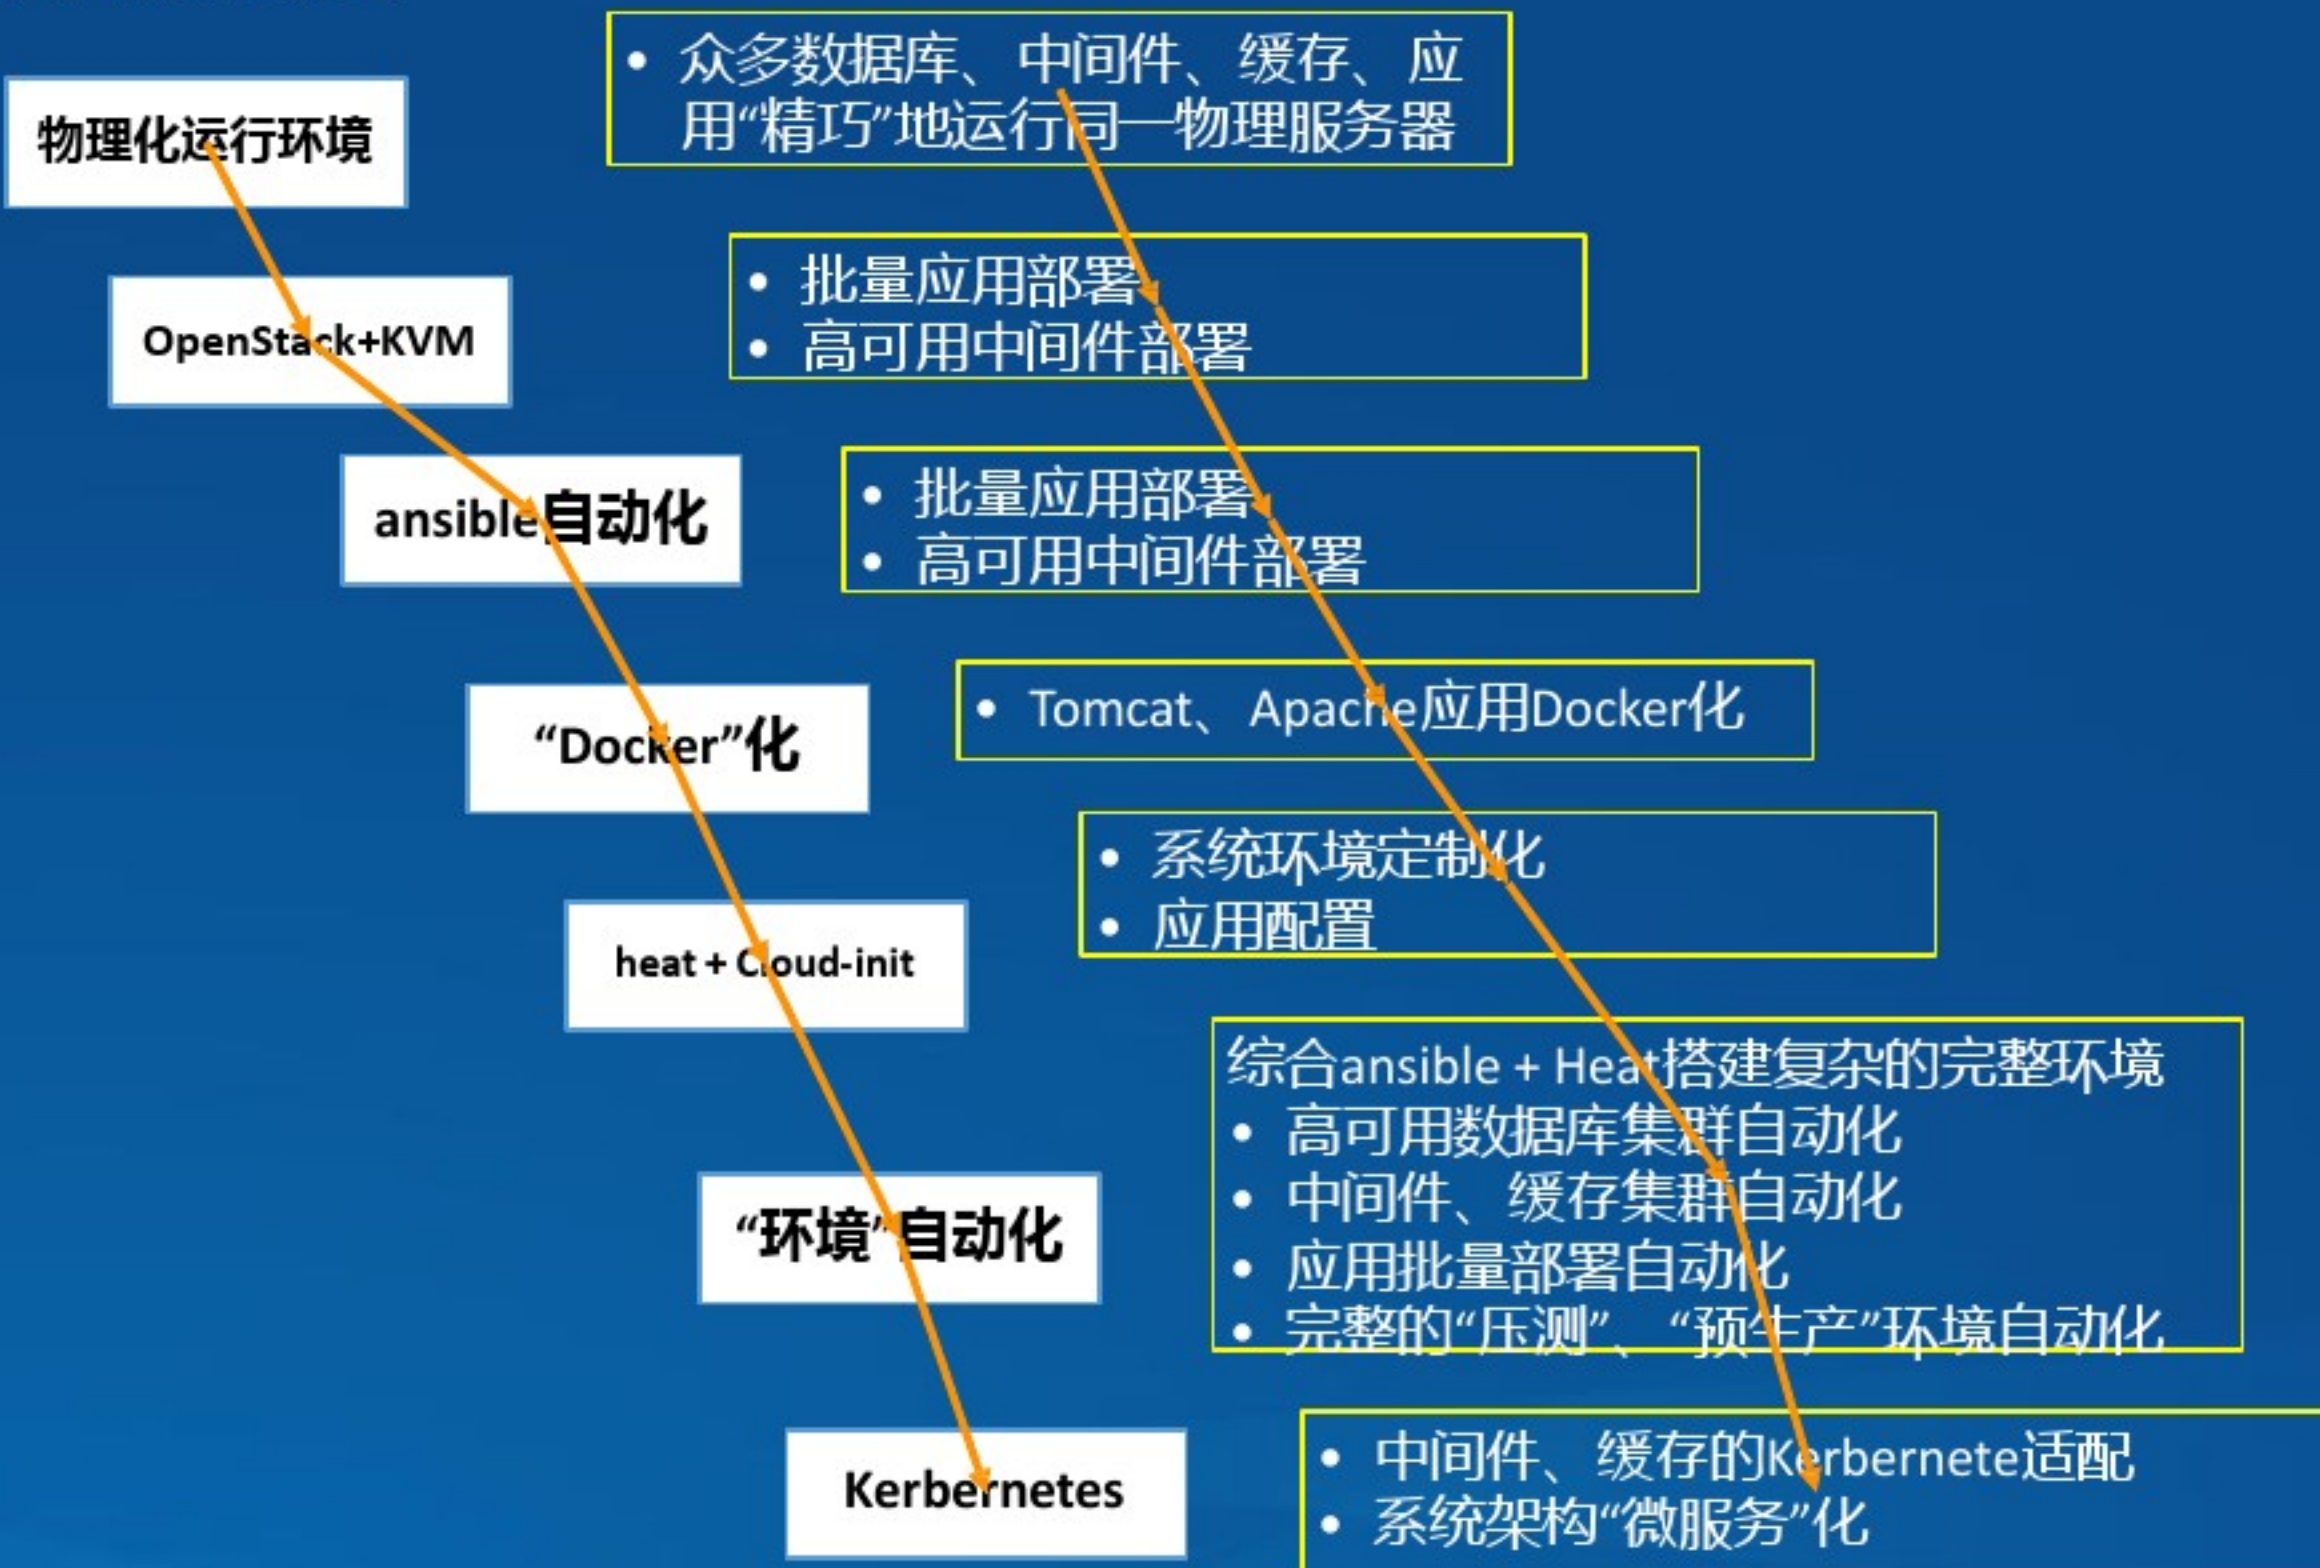 物理化运行环境
• 众多数据库、中间件、缓存、应
用“精巧”地运行同一物理服务器
OpenStack+KVM
• 批量应用部署
• 高可用中间件部署
ansible自动化
• 批量应用部署
• 高可用中间件部署
“Docker”化
• Tomcat、Apache应用Docker化
heat + Cloud-init
• 系统环境定制化
• 应用配置
“环境”自动化
综合ansible + Heat搭建复杂的完整环境
• 高可用数据库集群自动化
• 中间件、缓存集群自动化
• 应用批量部署自动化
• 完整的“压测”、“预生产”环境自动化
Kerbernetes
• 中间件、缓存的Kerbernete适配
• 系统架构“微服务”化